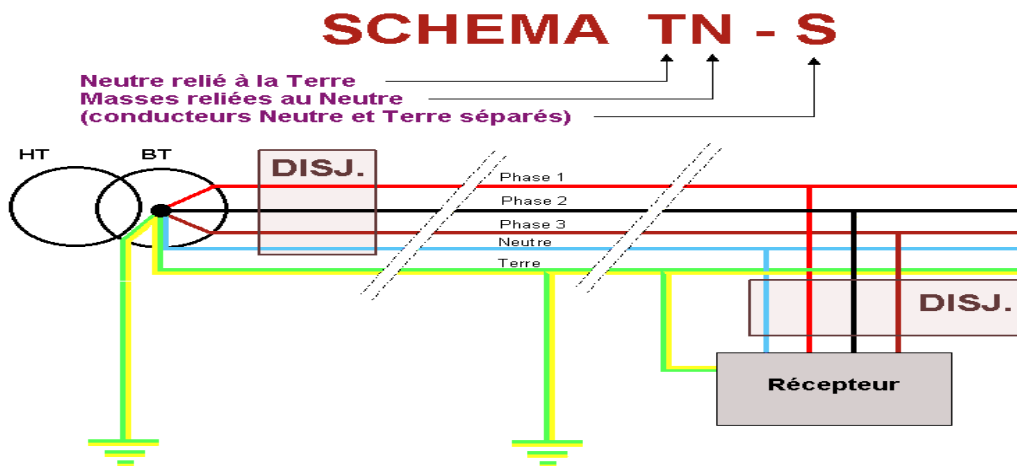 SCHEMA TN - S
Neutre relié à la Terre
Masses reliées au Neutre
(conducteurs Neutre et Terre séparés)
HT
BT
DISJ.
Phase 1
Phase 2
Phase 3
Neutre
Terre
DISJ.
Récepteur